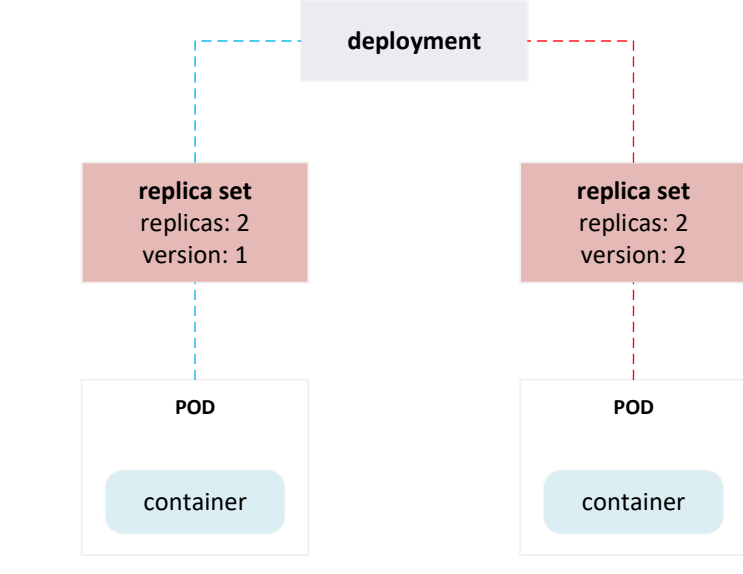 deployment
replica set
replicas: 2
version: 1
replica set
replicas: 2
version: 2
POD
container
POD
container